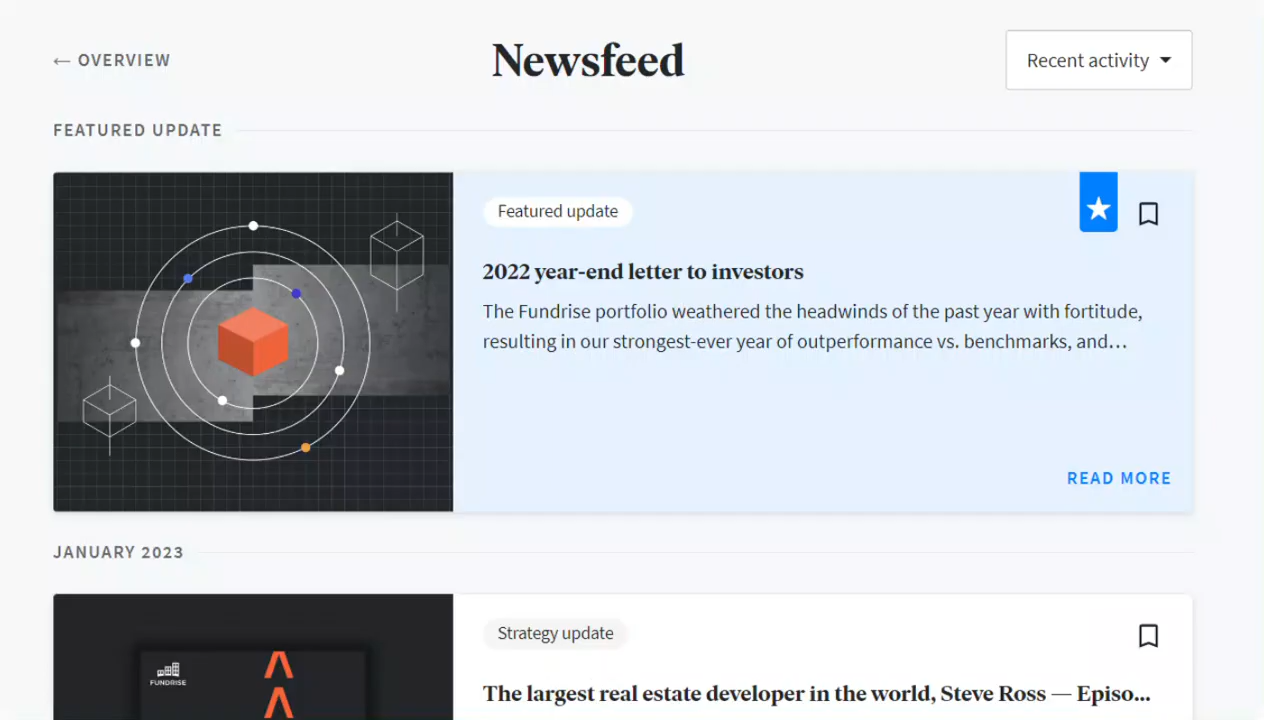 ← OVERVIEW
Newsfeed
Recent activity
FEATURED UPDATE
Featured update
2022 year-end letter to investors
The Fundrise portfolio weathered the headwinds of the past year with fortitude,
resulting in our strongest-ever year of outperformance vs. benchmarks, and…
READ MORE
JANUARY 2023
FUNDRISE
Strategy update
The largest real estate developer in the world, Steve Ross — Episo...